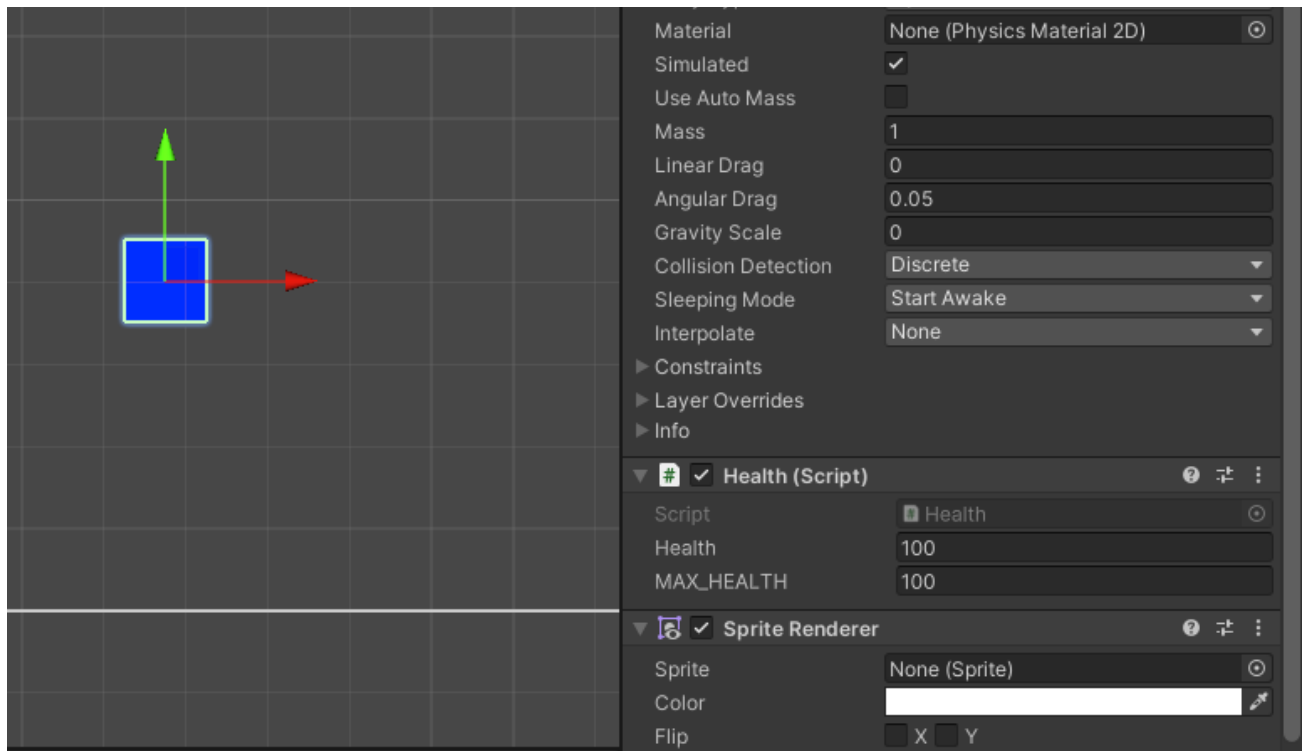 Material None (Physics Material 2D)
Simulated
Use Auto Mass
Mass 1
Linear Drag 0
Angular Drag 0.05
Gravity Scale 0
Collision Detection Discrete
Sleeping Mode Start Awake
Interpolate None
Constraints
Layer Overrides
Info
# Health (Script)
Script # Health
Health 100
MAX_HEALTH 100
Sprite Renderer
Sprite None (Sprite)
Color
Flip X Y